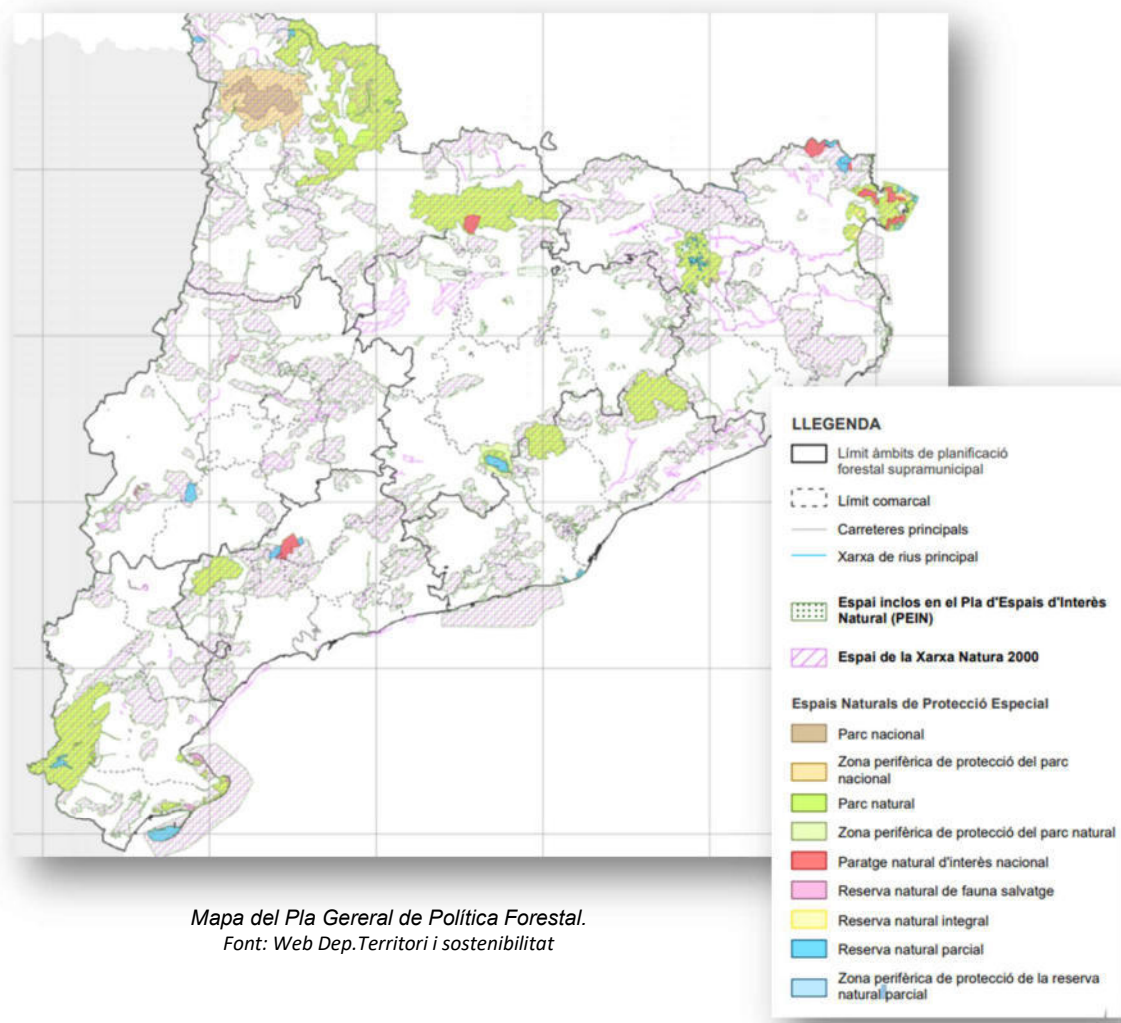 LLEGENDA
Límit àmbits de planificació
forestal supramunicipal
Límit comarcal
Carreteres principals
Xarxa de rius principal
Espai inclos en el Pla d'Espais d'Interès
Natural (PEIN)
Espai de la Xarxa Natura 2000
Espais Naturals de Protecció Especial
Parc nacional
Zona perifèrica de protecció del parc
nacional
Parc natural
Zona perifèrica de protecció del parc natural
Paratge natural d'interès nacional
Reserva natural de fauna salvatge
Reserva natural integral
Reserva natural parcial
Zona perifèrica de protecció de la reserva
natural parcial
Mapa del Pla Gereral de Política Forestal.
Font: Web Dep.Territori i sostenibilitat